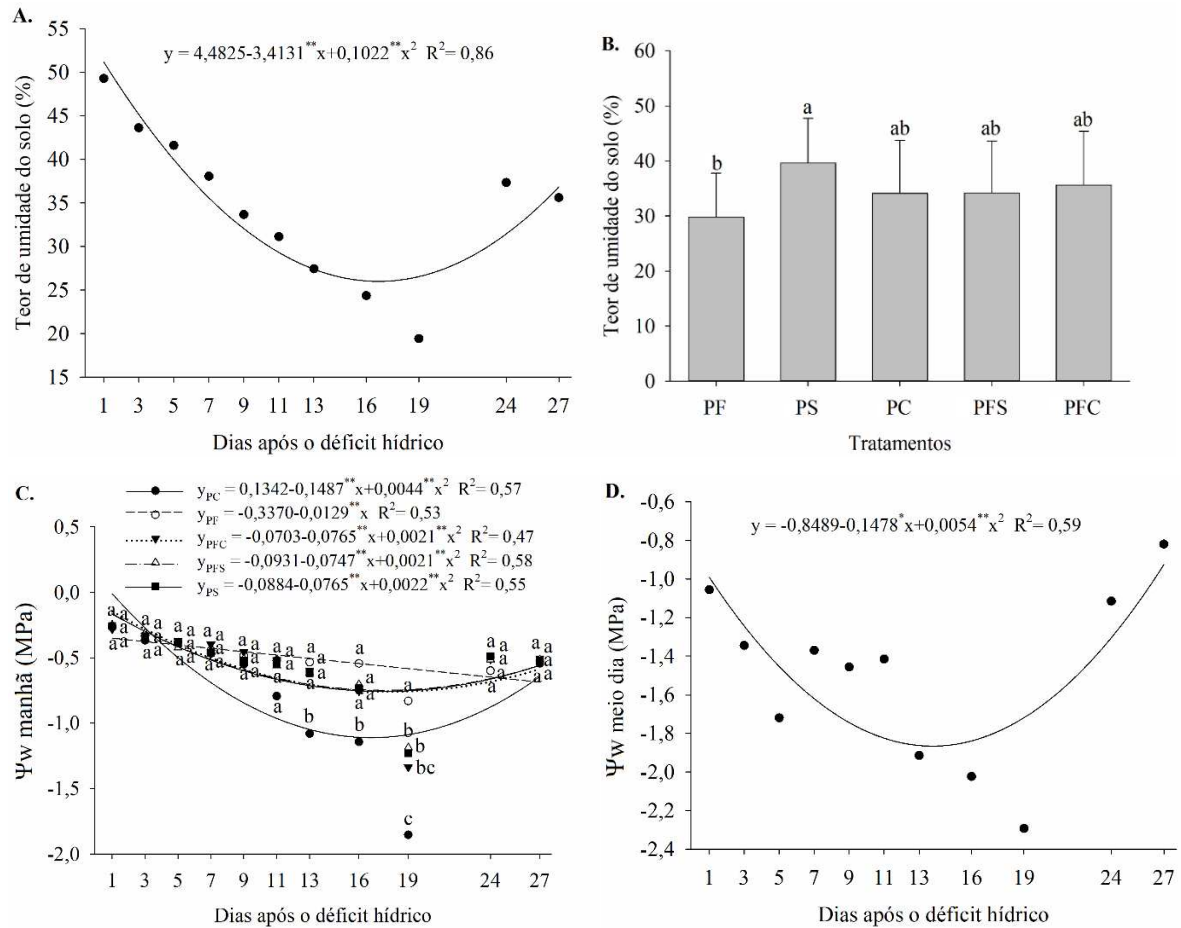 A.
y = 4,4825-3,4131**x+0,1022**x² R²= 0,86
Teor de umidade do solo (%)
55
50
45
40
35
30
25
20
15
1 3 5 7 9 11 13 16 19 24 27
Dias após o déficit hídrico
B.
Teor de umidade do solo (%)
60
50
40
30
20
10
0
b a ab ab ab
PF PS PC PFS PFC
Tratamentos
C.
y_PC = 0,1342-0,1487**x+0,0044**x² R²= 0,57
y_PF = -0,3370-0,0129**x R²= 0,53
y_PFC = -0,0703-0,0765**x+0,0021**x² R²= 0,47
y_PFS = -0,0931-0,0747**x+0,0021**x² R²= 0,58
y_PS = -0,0884-0,0765**x+0,0022**x² R²= 0,55
Ψw manhã (MPa)
0,5
0,0
-0,5
-1,0
-1,5
-2,0
b
b
b
b
bc
c
1 3 5 7 9 11 13 16 19 24 27
Dias após o déficit hídrico
D.
y = -0,8489-0,1478*x+0,0054**x² R²= 0,59
Ψw meio dia (MPa)
-0,6
-0,8
-1,0
-1,2
-1,4
-1,6
-1,8
-2,0
-2,2
-2,4
1 3 5 7 9 11 13 16 19 24 27
Dias após o déficit hídrico